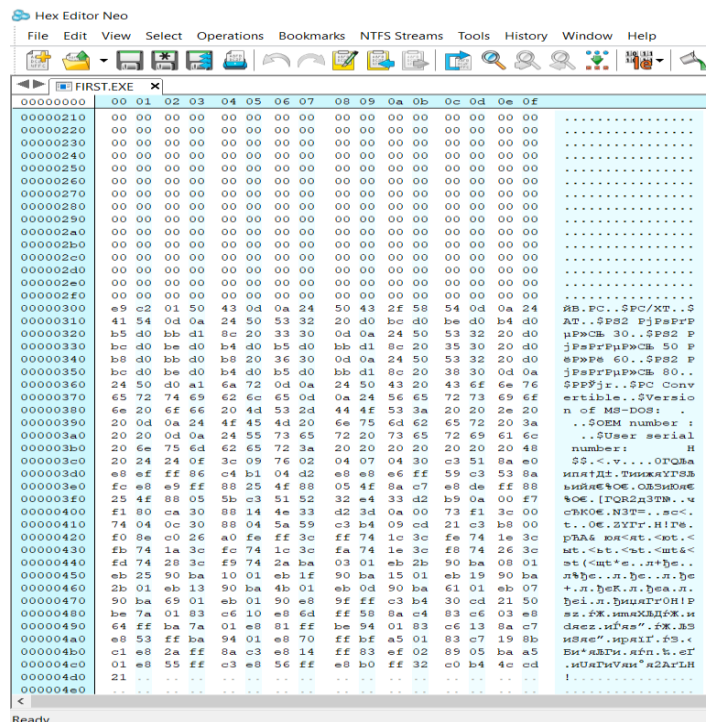 Hex Editor Neo
File Edit View Select Operations Bookmarks NTFS Streams Tools History Window Help
FIRST.EXE
00000000 00 01 02 03 04 05 06 07 08 09 0a 0b 0c 0d 0e 0f
00000210 00 00 00 00 00 00 00 00 00 00 00 00 00 00 00 00 ................
00000220 00 00 00 00 00 00 00 00 00 00 00 00 00 00 00 00 ................
00000230 00 00 00 00 00 00 00 00 00 00 00 00 00 00 00 00 ................
00000240 00 00 00 00 00 00 00 00 00 00 00 00 00 00 00 00 ................
00000250 00 00 00 00 00 00 00 00 00 00 00 00 00 00 00 00 ................
00000260 00 00 00 00 00 00 00 00 00 00 00 00 00 00 00 00 ................
00000270 00 00 00 00 00 00 00 00 00 00 00 00 00 00 00 00 ................
00000280 00 00 00 00 00 00 00 00 00 00 00 00 00 00 00 00 ................
00000290 00 00 00 00 00 00 00 00 00 00 00 00 00 00 00 00 ................
000002a0 00 00 00 00 00 00 00 00 00 00 00 00 00 00 00 00 ................
000002b0 00 00 00 00 00 00 00 00 00 00 00 00 00 00 00 00 ................
000002c0 00 00 00 00 00 00 00 00 00 00 00 00 00 00 00 00 ................
000002d0 00 00 00 00 00 00 00 00 00 00 00 00 00 00 00 00 ................
000002e0 00 00 00 00 00 00 00 00 00 00 00 00 00 00 00 00 ................
000002f0 00 00 00 00 00 00 00 00 00 00 00 00 00 00 00 00 ................
00000300 e9 c2 01 50 43 0d 0a 24 50 43 2f 58 54 0d 0a 24 йВ.PC..$PC/XT..$
00000310 41 54 0d 0a 24 50 53 32 20 d0 bc d0 be d0 b4 d0 AT..$PS2 РјРѕРґР
00000320 b5 d0 bb d1 8c 20 33 30 0d 0a 24 50 53 32 20 d0 µР»СЊ 30..$PS2 Р
00000330 bc d0 be d0 b4 d0 b5 d0 bb d1 8c 20 35 30 20 d0 јРѕРґРµР»СЊ 50 Р
00000340 b8 d0 bb d0 b8 20 36 30 0d 0a 24 50 53 32 20 d0 ёР»Рё 60..$PS2 Р
00000350 bc d0 be d0 b4 d0 b5 d0 bb d1 8c 20 38 30 0d 0a јРѕРґРµР»СЊ 80..
00000360 24 50 d0 a1 6a 72 0d 0a 24 50 43 20 43 6f 6e 76 $PРЎjr..$PC Conv
00000370 65 72 74 69 62 6c 65 0d 0a 24 56 65 72 73 69 6f ertible..$Versio
00000380 6e 20 6f 66 20 4d 53 2d 44 4f 53 3a 20 20 2e 20 n of MS-DOS: .
00000390 20 0d 0a 24 4f 45 4d 20 6e 75 6d 62 65 72 20 3a ..$OEM number :
000003a0 20 20 0d 0a 24 55 73 65 72 20 73 65 72 69 61 6c ..$User serial
000003b0 20 6e 75 6d 62 65 72 3a 20 20 20 20 20 20 20 48 number: H
000003c0 20 24 24 0f 3c 09 76 02 04 07 04 30 c3 51 8a e0
000003d0 e8 ef ff 86 c4 b1 04 d2 e8 e8 e6 ff 59 c3 53 8a
000003e0 fc e8 e9 ff 88 25 4f 88 05 4f 8a c7 e8 de ff 88
000003f0 25 4f 88 05 5b c3 51 52 32 e4 33 d2 b9 0a 00 f7
00000400 f1 80 ca 30 88 14 4e 33 d2 3d 0a 00 73 f1 3c 00
00000410 74 04 0c 30 88 04 5a 59 c3 b4 09 cd 21 c3 b8 00
00000420 f0 8e c0 26 a0 fe ff 3c ff 74 1c 3c fe 74 1e 3c
00000430 fb 74 1a 3c fc 74 1c 3c fa 74 1e 3c f8 74 26 3c
00000440 fd 74 28 3c f9 74 2a ba 03 01 eb 2b 90 ba 08 01
00000450 eb 25 90 ba 10 01 eb 1f 90 ba 15 01 eb 19 90 ba
00000460 2b 01 eb 13 90 ba 4b 01 eb 0d 90 ba 61 01 eb 07
00000470 90 ba 69 01 eb 01 90 e8 9f ff c3 b4 30 cd 21 50
00000480 be 7a 01 83 c6 10 e8 6d ff 58 8a c4 83 c6 03 e8
00000490 64 ff ba 7a 01 e8 81 ff be 94 01 83 c6 13 8a c7
000004a0 e8 53 ff ba 94 01 e8 70 ff bf a5 01 83 c7 19 8b
000004b0 c1 e8 2a ff 8a c3 e8 14 ff 83 ef 02 89 05 ba a5
000004c0 01 e8 55 ff c3 e8 56 ff e8 b0 ff 32 c0 b4 4c cd
000004d0 21 .. .. .. .. .. .. .. .. .. .. .. .. .. .. .. !...............
000004e0 .. .. .. .. .. .. .. .. .. .. .. .. .. .. .. ..
Ready